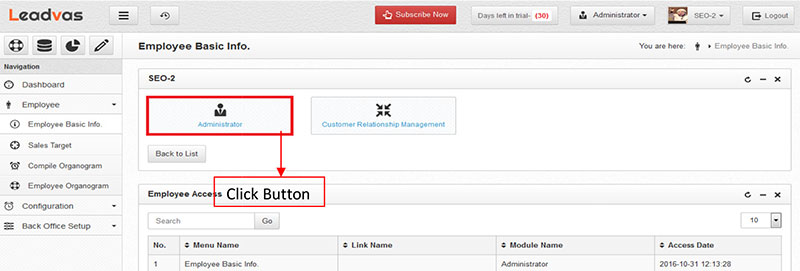 Leadvas
Subscribe Now
Days left in trial- (30)
Administrator
SEO-2
Logout
Employee Basic Info.
You are here:
Employee Basic Info.
Navigation
Dashboard
Employee
Employee Basic Info.
Sales Target
Compile Organogram
Employee Organogram
Configuration
Back Office Setup
SEO-2
Administrator
Customer Relationship Management
Back to List
Click Button
Employee Access
Search
Go
10
No. Menu Name Link Name Module Name Access Date
1 Employee Basic Info. Administrator 2016-10-31 12:13:28